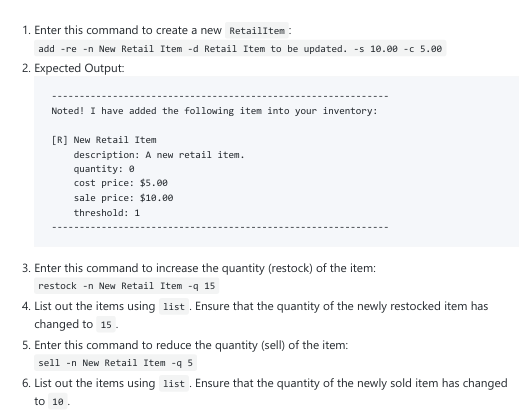 1. Enter this command to create a new RetailItem :
add -re -n New Retail Item -d Retail Item to be updated. -s 10.00 -c 5.00
2. Expected Output:
------------------------------------------------------------
Noted! I have added the following item into your inventory:
[R] New Retail Item
description: A new retail item.
quantity: 0
cost price: $5.00
sale price: $10.00
threshold: 1
------------------------------------------------------------
3. Enter this command to increase the quantity (restock) of the item:
restock -n New Retail Item -q 15
4. List out the items using list . Ensure that the quantity of the newly restocked item has
changed to 15 .
5. Enter this command to reduce the quantity (sell) of the item:
sell -n New Retail Item -q 5
6. List out the items using list . Ensure that the quantity of the newly sold item has changed
to 10 .